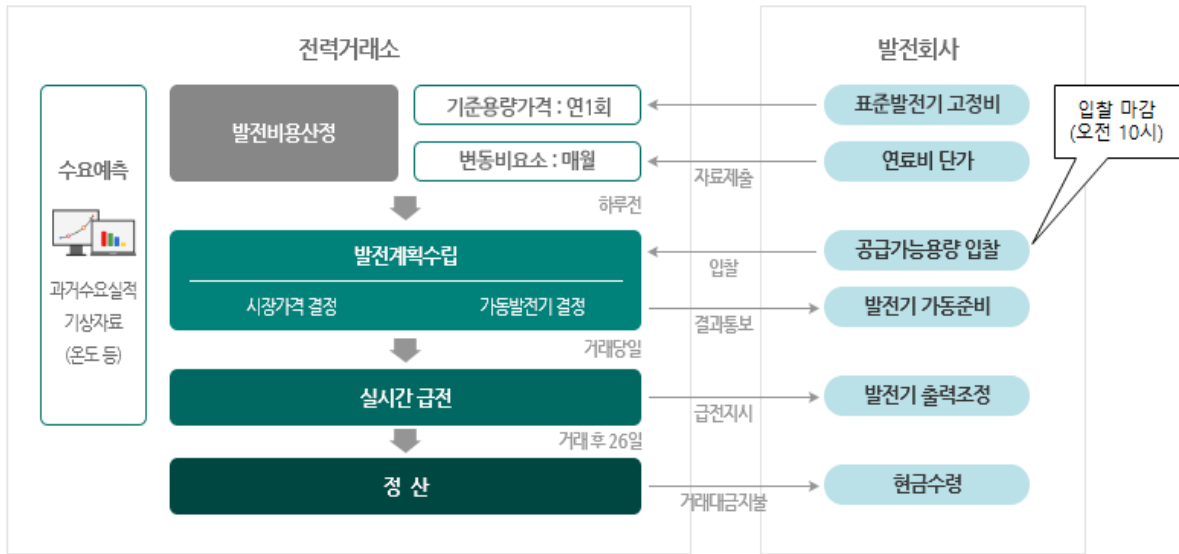 전력거래소
발전회사
수요예측
과거수요실적
기상자료
(온도 등)
발전비용산정
기준용량가격 : 연1회
변동비요소 : 매월
자료제출
표준발전기 고정비
연료비 단가
입찰 마감
(오전 10시)
하루전
발전계획수립
시장가격 결정
가동발전기 결정
입찰
공급가능용량 입찰
결과통보
발전기 가동준비
거래당일
실시간 급전
급전지시
발전기 출력조정
거래 후 26일
정 산
거래대금지불
현금수령